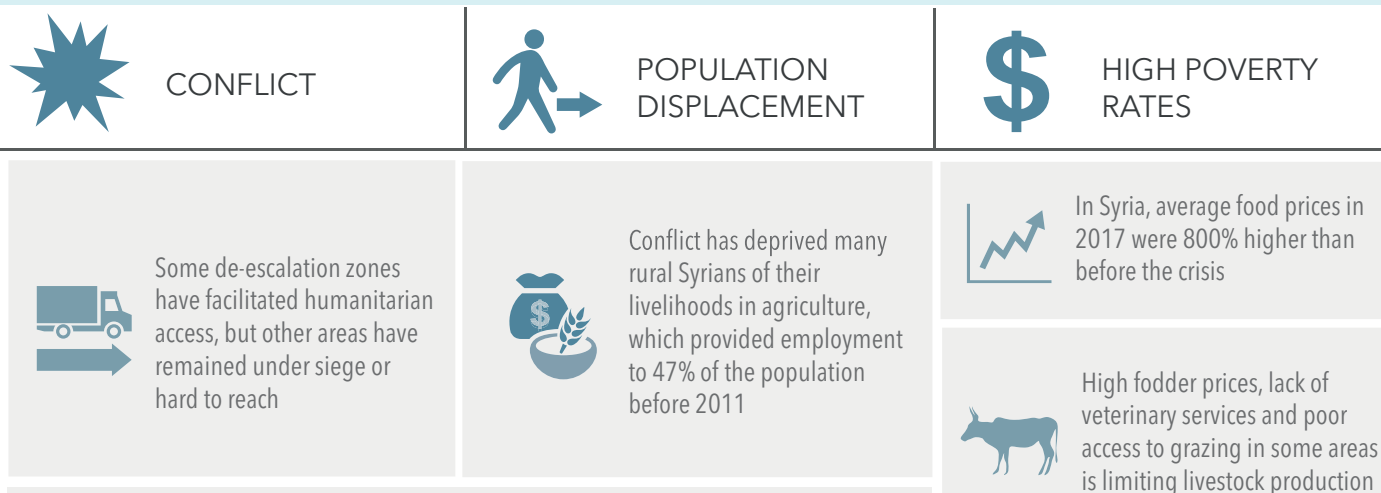 CONFLICT
POPULATION
DISPLACEMENT
$
HIGH POVERTY
RATES
Some de-escalation zones
have facilitated humanitarian
access, but other areas have
remained under siege or
hard to reach
$
Conflict has deprived many
rural Syrians of their
livelihoods in agriculture,
which provided employment
to 47% of the population
before 2011
In Syria, average food prices in
2017 were 800% higher than
before the crisis
High fodder prices, lack of
veterinary services and poor
access to grazing in some areas
is limiting livestock production